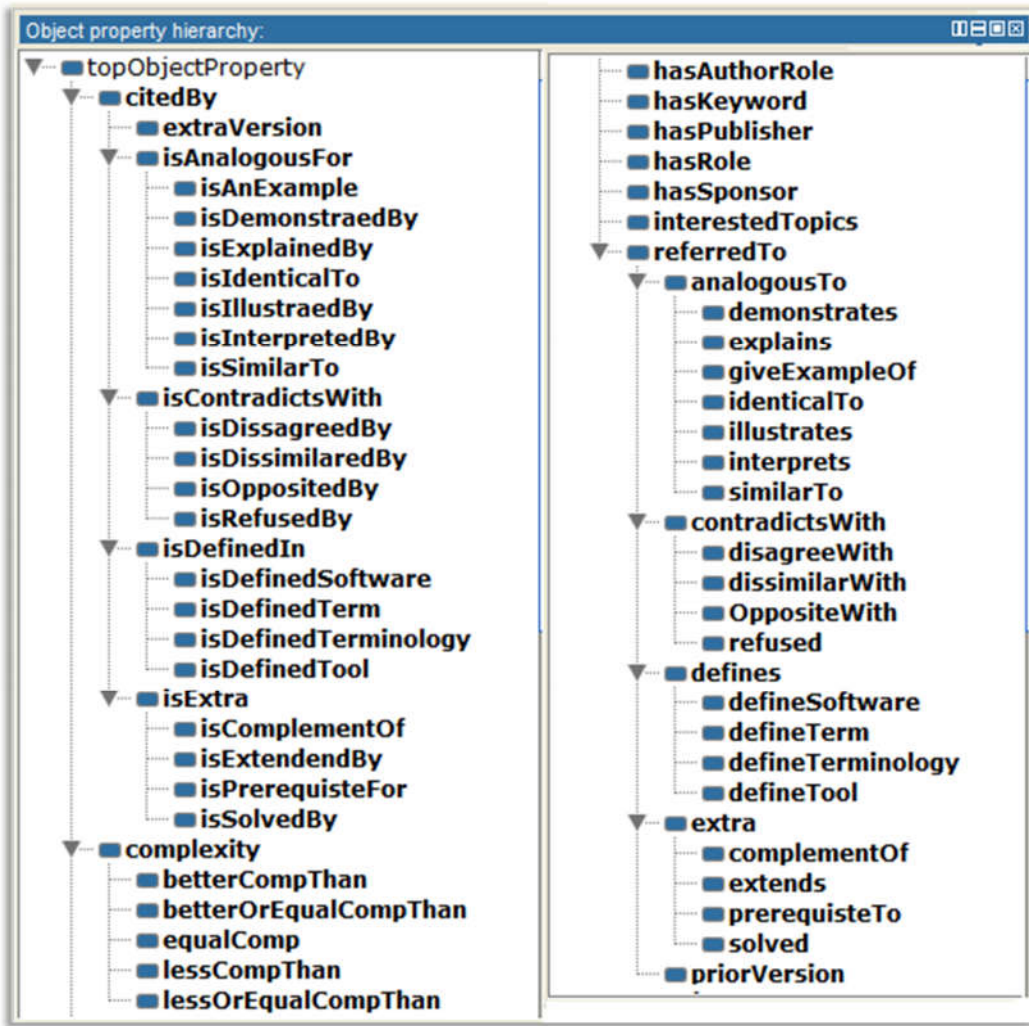 Object property hierarchy:
topObjectProperty
citedBy
extraVersion
isAnalogousFor
isAnExample
isDemonstraedBy
isExplainedBy
isIdenticalTo
isIllustraedBy
isInterpretedBy
isSimilarTo
isContradictsWith
isDissagreedBy
isDissimilaredBy
isOppositedBy
isRefusedBy
isDefinedIn
isDefinedSoftware
isDefinedTerm
isDefinedTerminology
isDefinedTool
isExtra
isComplementOf
isExtendendBy
isPrerequisteFor
isSolvedBy
complexity
betterCompThan
betterOrEqualCompThan
equalComp
lessCompThan
lessOrEqualCompThan
hasAuthorRole
hasKeyword
hasPublisher
hasRole
hasSponsor
interestedTopics
referredTo
analogousTo
demonstrates
explains
giveExampleOf
identicalTo
illustrates
interprets
similarTo
contradictsWith
disagreeWith
dissimilarWith
OppositeWith
refused
defines
defineSoftware
defineTerm
defineTerminology
defineTool
extra
complementOf
extends
prerequisteTo
solved
priorVersion